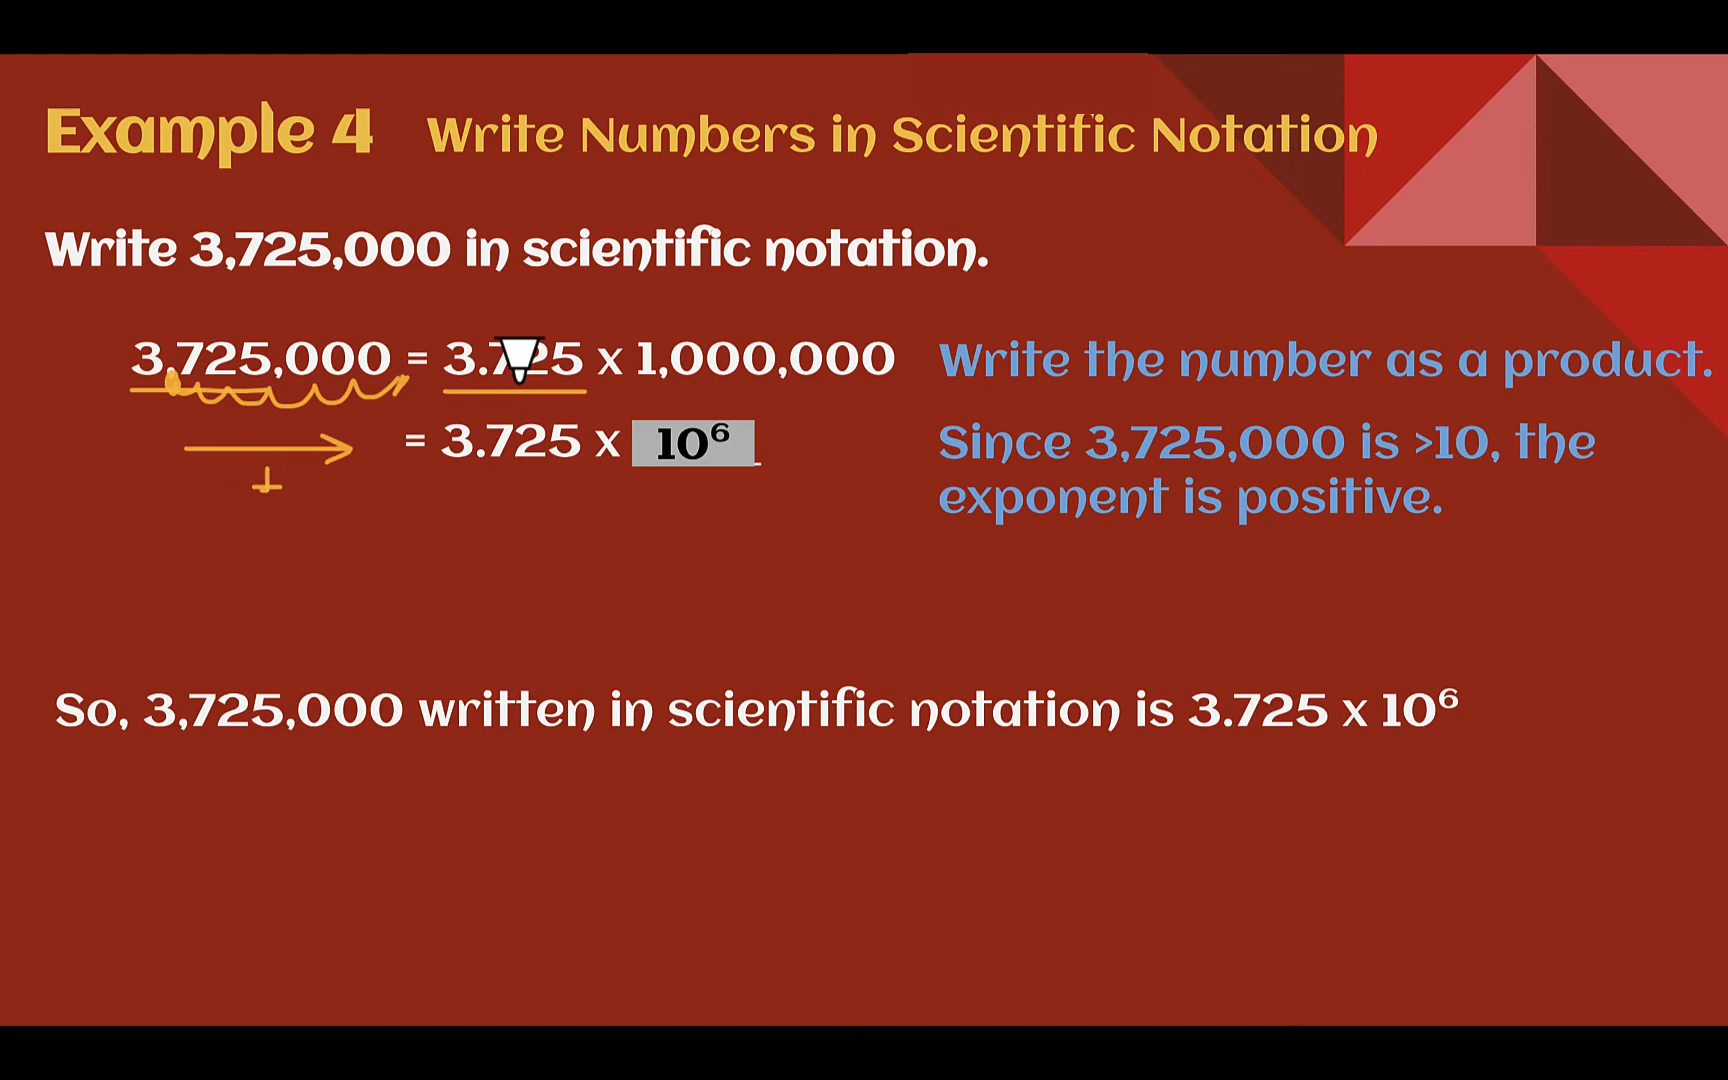 Example 4 Write Numbers in Scientific Notation
Write 3,725,000 in scientific notation.
3,725,000 = 3.725 x 1,000,000 Write the number as a product.
= 3.725 x 10⁶ Since 3,725,000 is >10, the
exponent is positive.
+
So, 3,725,000 written in scientific notation is 3.725 x 10⁶